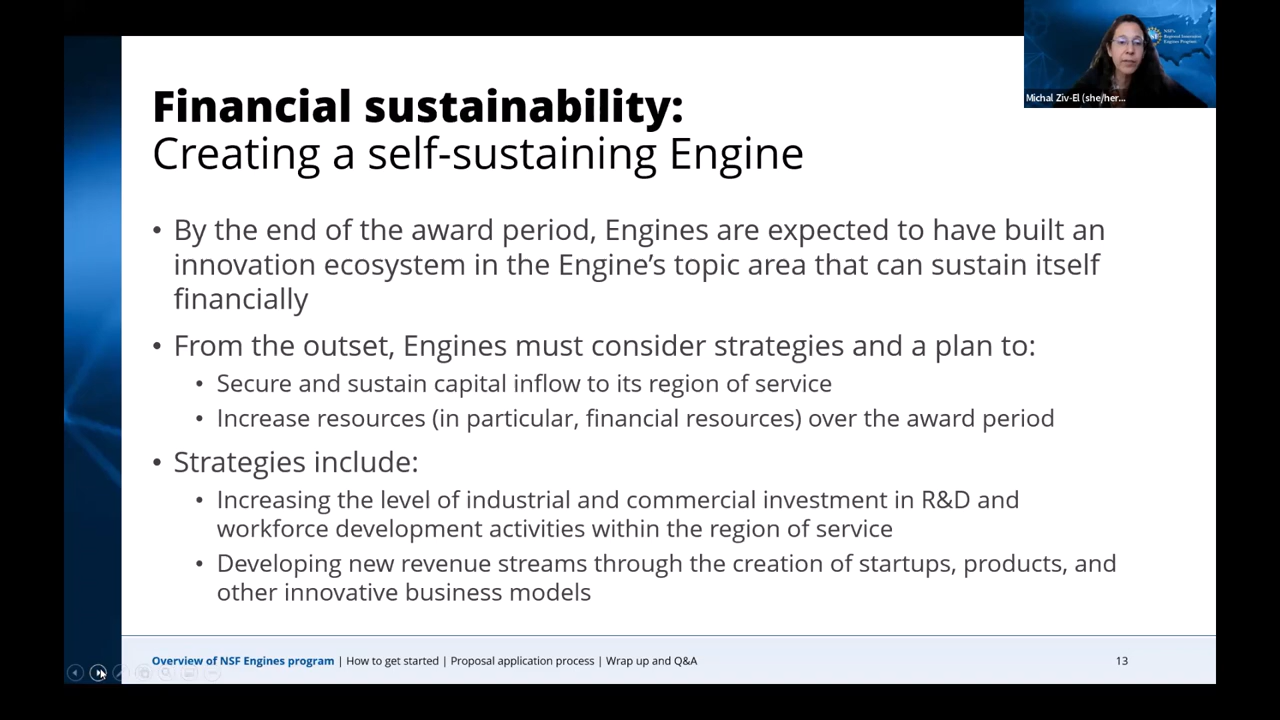 NSF's
Regional Innovation
Engines Program
Michal Ziv-El (she/her...
Financial sustainability:
Creating a self-sustaining Engine
• By the end of the award period, Engines are expected to have built an
innovation ecosystem in the Engine's topic area that can sustain itself
financially
• From the outset, Engines must consider strategies and a plan to:
• Secure and sustain capital inflow to its region of service
• Increase resources (in particular, financial resources) over the award period
• Strategies include:
• Increasing the level of industrial and commercial investment in R&D and
workforce development activities within the region of service
• Developing new revenue streams through the creation of startups, products, and
other innovative business models
Overview of NSF Engines program | How to get started | Proposal application process | Wrap up and Q&A
13